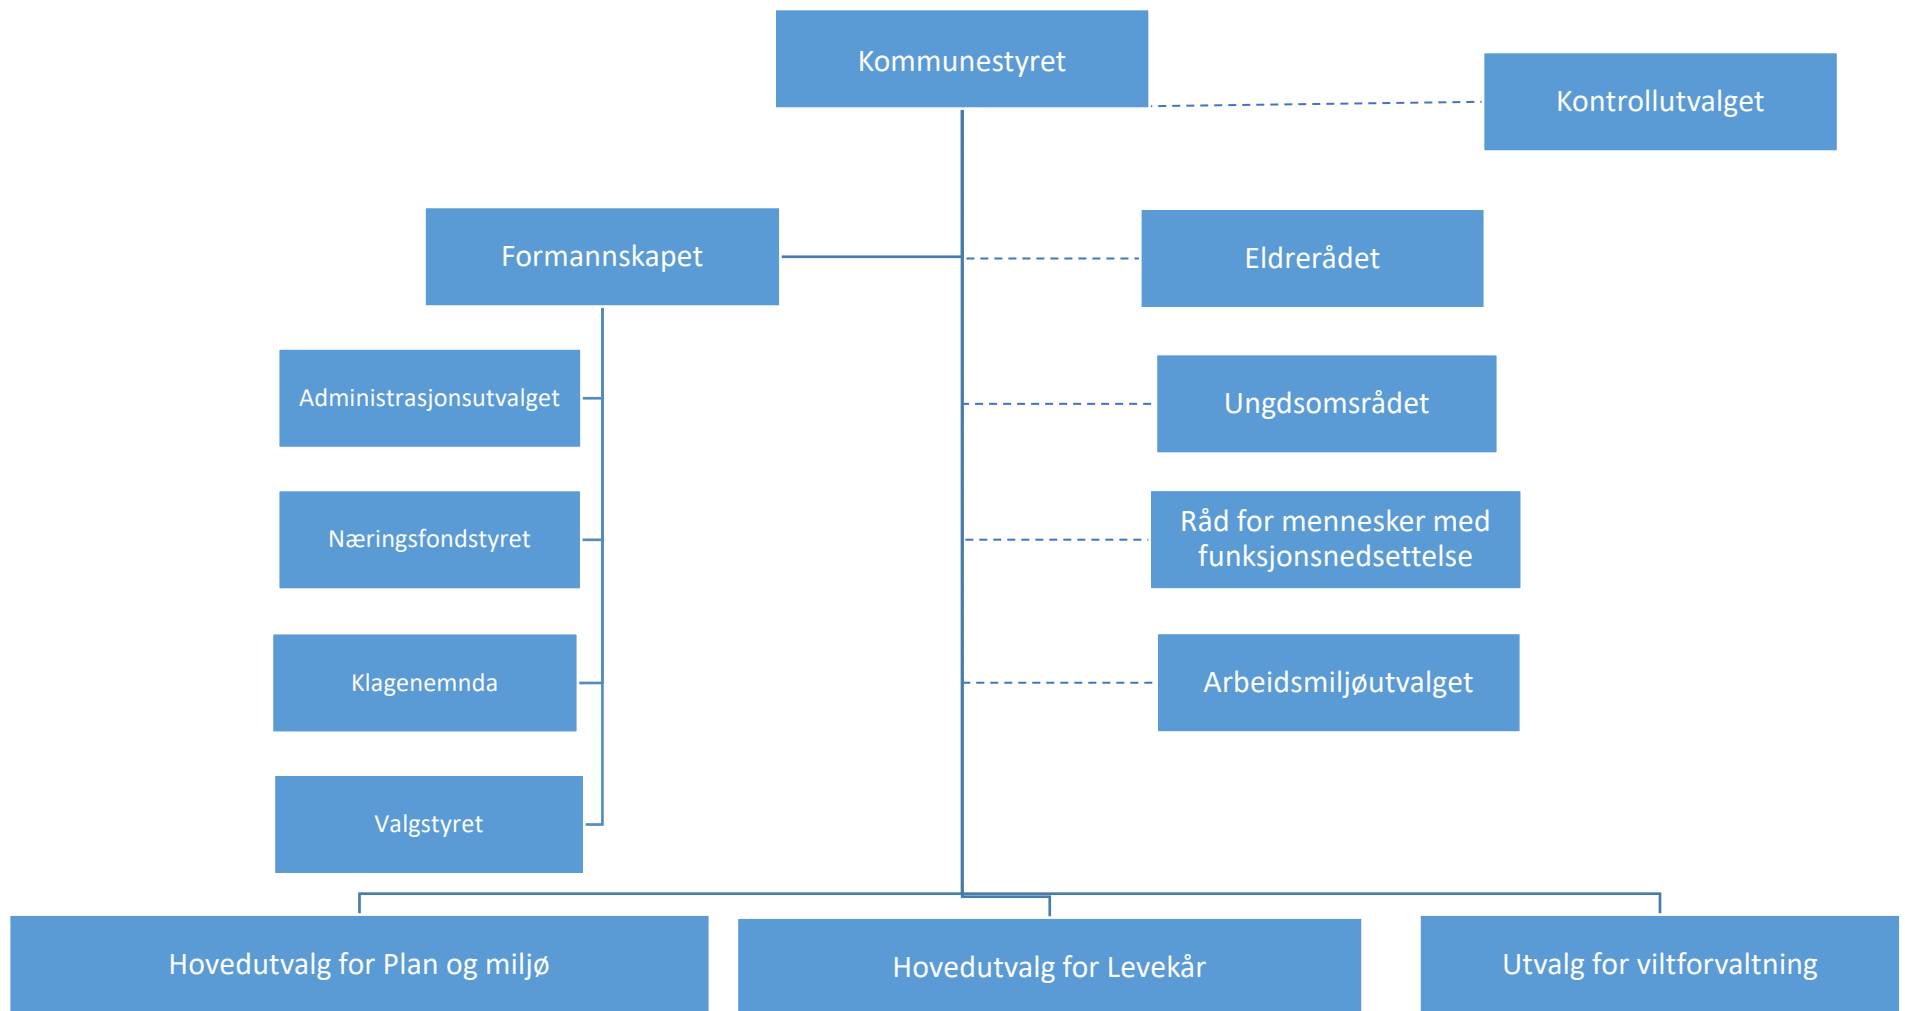 Kommunestyret
Kontrollutvalget
Formannskapet
Eldrerådet
Administrasjonsutvalget
Ungdsomsrådet
Næringsfondstyret
Råd for mennesker med
funksjonsnedsettelse
Klagenemnda
Arbeidsmiljøutvalget
Valgstyret
Hovedutvalg for Plan og miljø
Hovedutvalg for Levekår
Utvalg for viltforvaltning